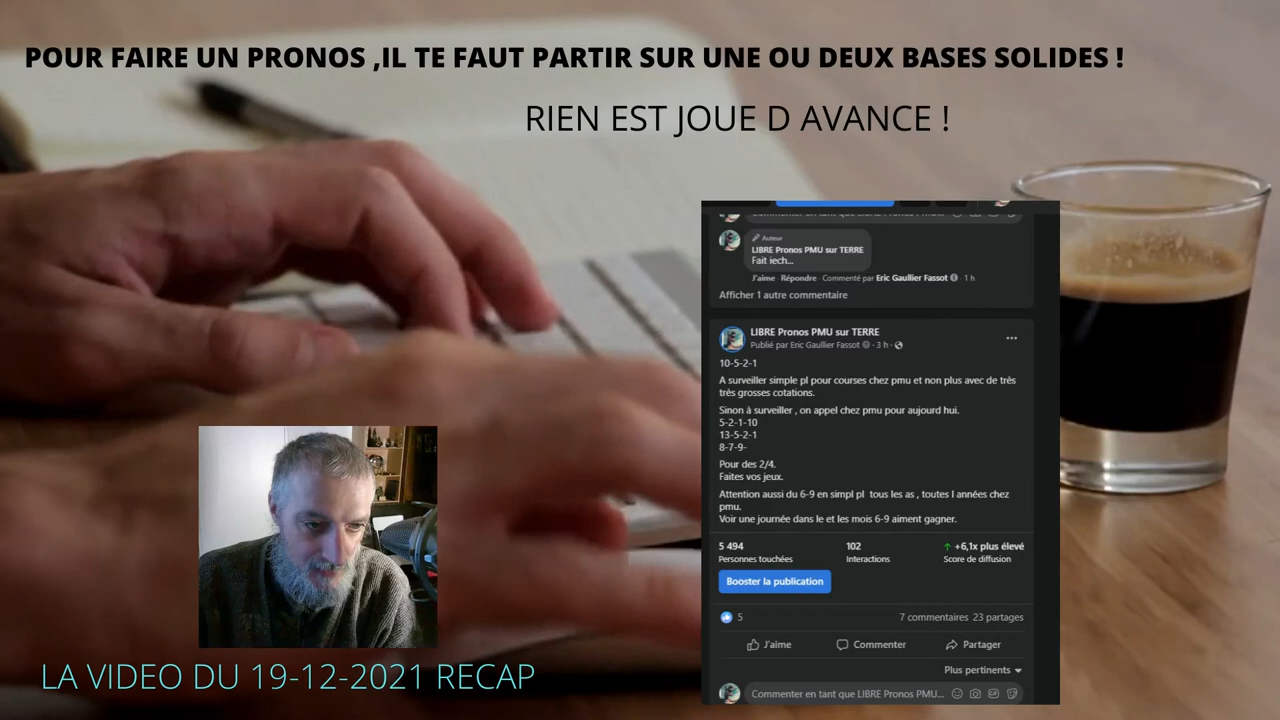 POUR FAIRE UN PRONOS ,IL TE FAUT PARTIR SUR UNE OU DEUX BASES SOLIDES !
RIEN EST JOUE D AVANCE !
Auteur
LIBRE Pronos PMU sur TERRE
Fait iech...
J'aime · Répondre · Commenté par Eric Gaullier Fassot · 1 h
Afficher 1 autre commentaire
LIBRE Pronos PMU sur TERRE
Publié par Eric Gaullier Fassot · 3 h ·
10-5-2-1
A surveiller simple pl pour courses chez pmu et non plus avec de très
très grosses cotations.
Sinon à surveiller , on appel chez pmu pour aujourd hui.
5-2-1-10
13-5-2-1
8-7-9-
Pour des 2/4.
Faites vos jeux.
Attention aussi du 6-9 en simpl pl tous les as , toutes l années chez
pmu.
Voir une journée dans le et les mois 6-9 aiment gagner.
5 494 102 +6,1x plus élevé
Personnes touchées Interactions Score de diffusion
Booster la publication
5 7 commentaires 23 partages
J'aime Commenter Partager
Plus pertinents
Commenter en tant que LIBRE Pronos PMU...
LA VIDEO DU 19-12-2021 RECAP